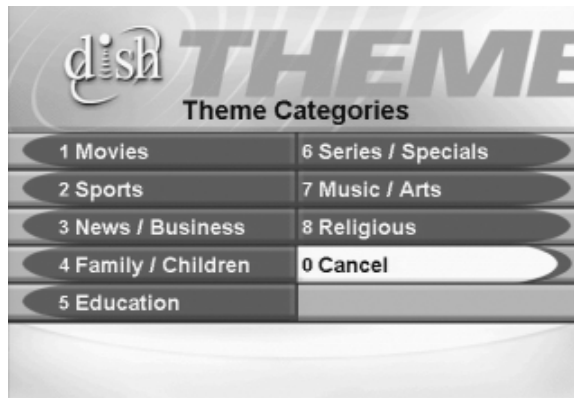 dish
THEME
Theme Categories
1 Movies
2 Sports
3 News / Business
4 Family / Children
5 Education
6 Series / Specials
7 Music / Arts
8 Religious
0 Cancel